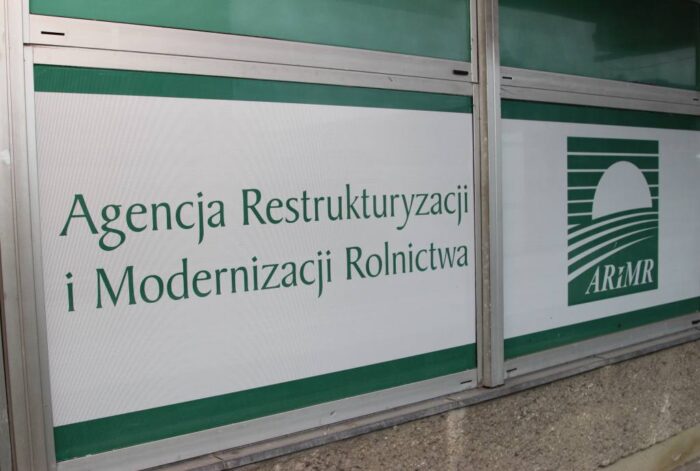 Agencja Restrukturyzacji
i Modernizacji Rolnictwa
ARiMR